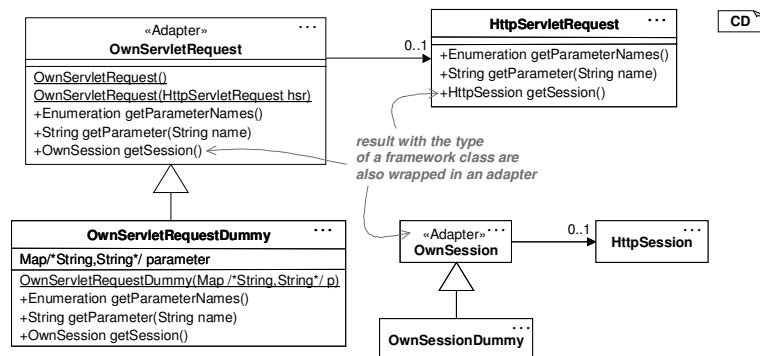 «Adapter»
OwnServletRequest
...
OwnServletRequest()
OwnServletRequest(HttpServletRequest hsr)
+Enumeration getParameterNames()
+String getParameter(String name)
+OwnSession getSession()
0..1
HttpServletRequest
...
+Enumeration getParameterNames()
+String getParameter(String name)
+HttpSession getSession()
CD
result with the type
of a framework class are
also wrapped in an adapter
OwnServletRequestDummy
...
Map/*String,String*/ parameter
OwnServletRequestDummy(Map /*String,String*/ p)
+Enumeration getParameterNames()
+String getParameter(String name)
+OwnSession getSession()
«Adapter»
...
OwnSession
0..1
HttpSession
...
OwnSessionDummy
...